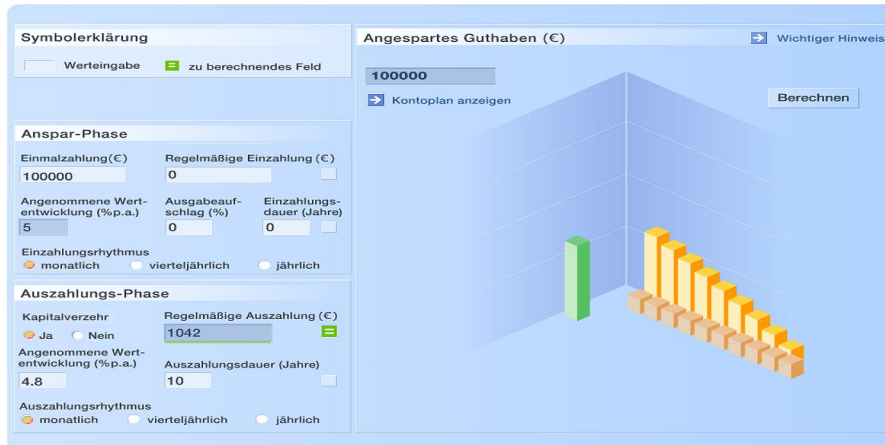 Symbolerklärung
Werteingabe = zu berechnendes Feld
Anspar-Phase
Einmalzahlung(€) Regelmäßige Einzahlung (€)
100000 0
Angenommene Wert- Ausgabeauf- Einzahlungs-
entwicklung (%p.a.) schlag (%) dauer (Jahre)
5 0 0
Einzahlungsrhythmus
monatlich vierteljährlich jährlich
Auszahlungs-Phase
Kapitalverzehr Regelmäßige Auszahlung (€)
Ja Nein 1042 =
Angenommene Wert-
entwicklung (%p.a.) Auszahlungsdauer (Jahre)
4.8 10
Auszahlungsrhythmus
monatlich vierteljährlich jährlich
Angespartes Guthaben (€) Wichtiger Hinweis
100000
Kontoplan anzeigen Berechnen